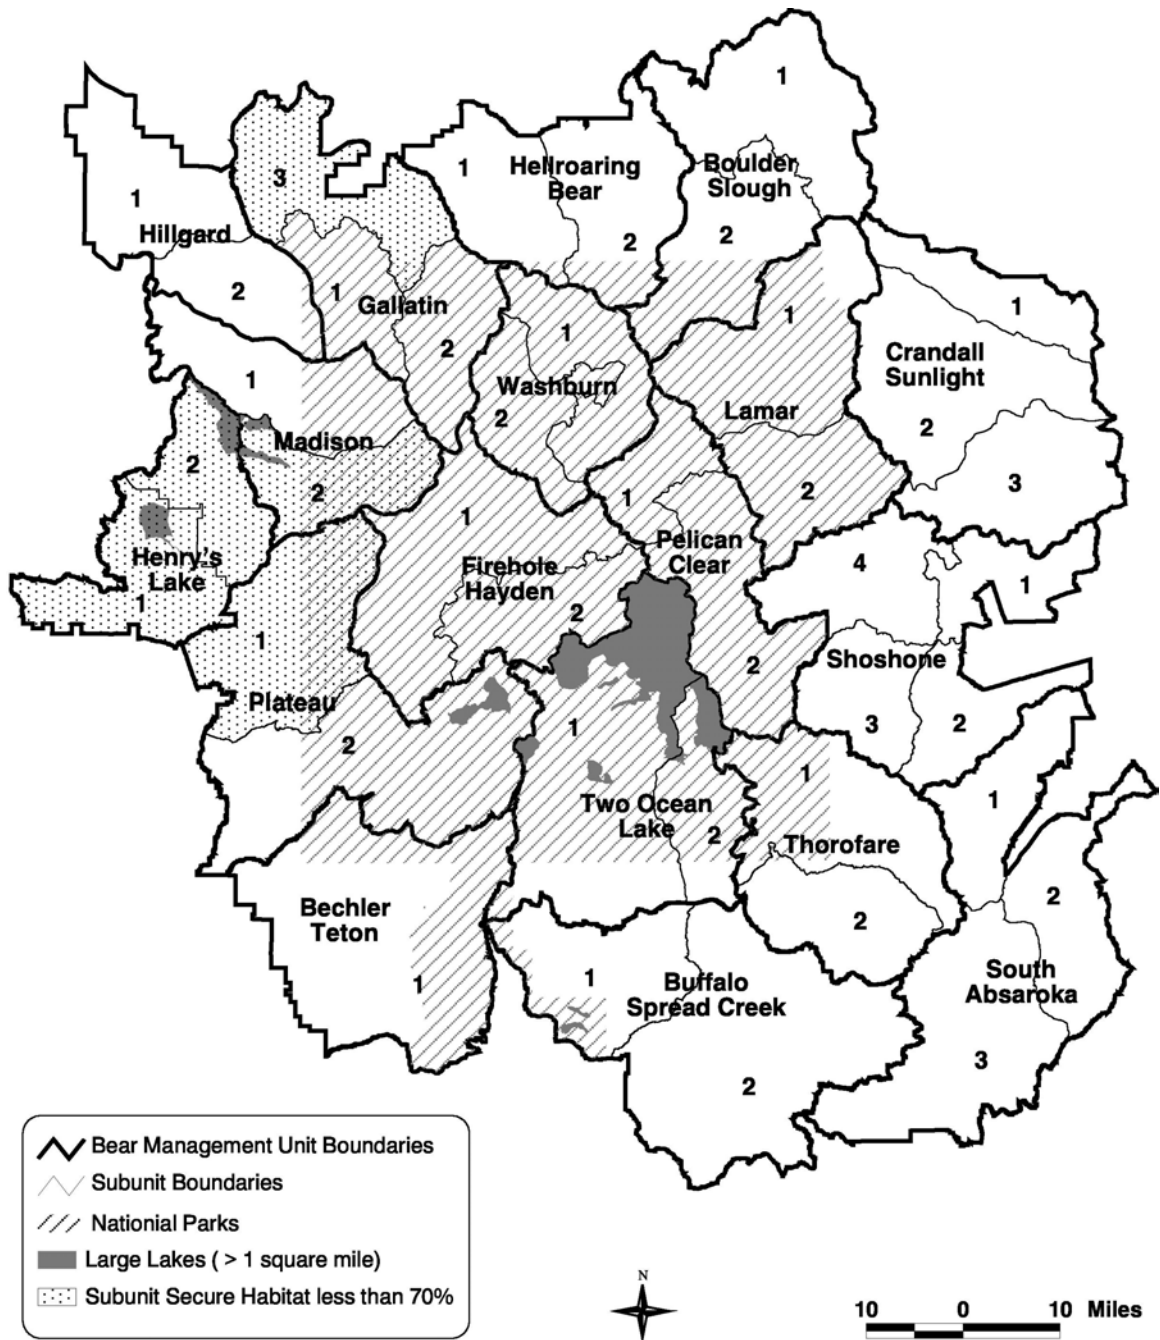 1
1
Hellroaring
Bear
Boulder
Slough
3
1
1
Hillgard
2
2
2
1
Gallatin
1
1
1
2
Washburn
Crandall
Sunlight
1
2
Lamar
Madison
2
2
2
2
3
1
1
Pelican
Clear
Henry's
Lake
Firehole
Hayden
4
1
1
2
1
2
Shoshone
Plateau
1
3
2
2
1
1
Two Ocean
Lake
2
Thorofare
2
Bechler
Teton
2
1
1
Buffalo
Spread Creek
South
Absaroka
3
2
Bear Management Unit Boundaries
Subunit Boundaries
Nationial Parks
Large Lakes ( > 1 square mile)
Subunit Secure Habitat less than 70%
N
10 0 10 Miles